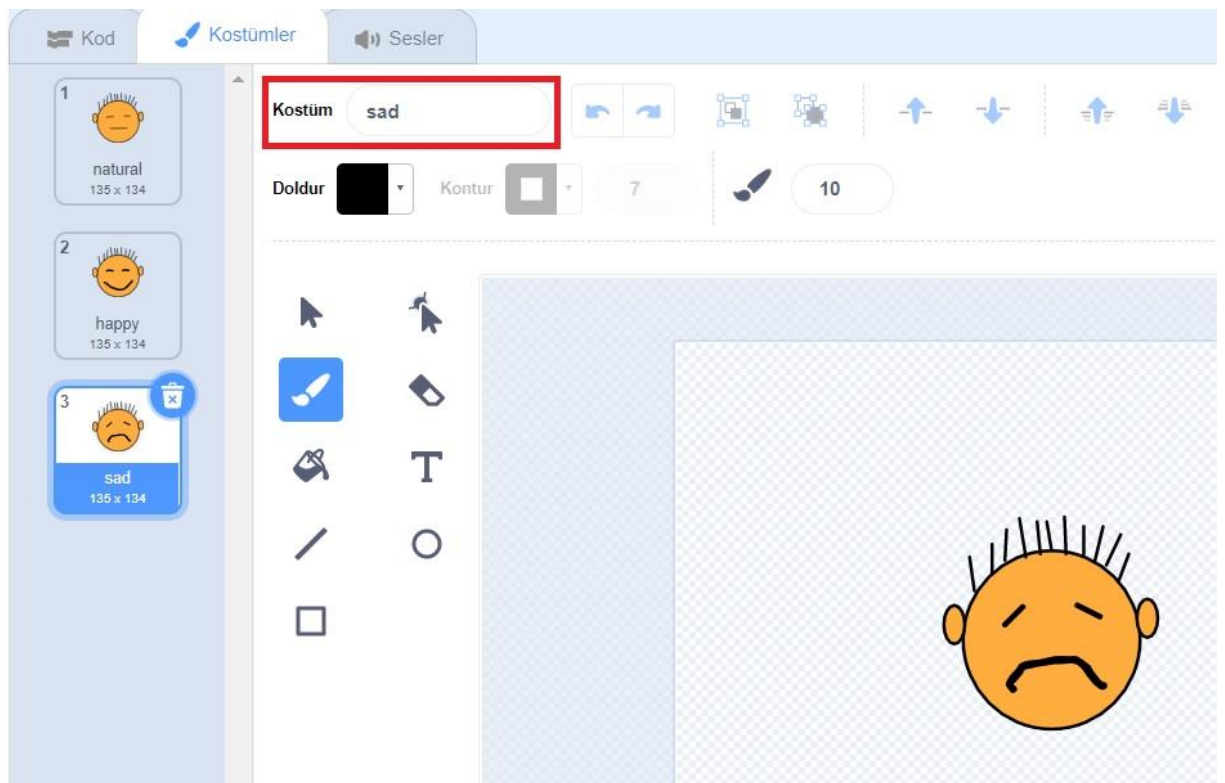 Kod
Kostümler
Sesler
1
natural
135 x 134
2
happy
135 x 134
3
sad
135 x 134
Kostüm sad
Doldur Kontur 7 10
T